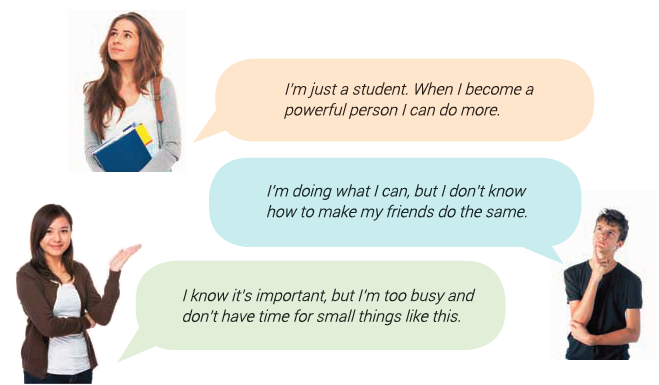 I'm just a student. When I become a
powerful person I can do more.
I'm doing what I can, but I don't know
how to make my friends do the same.
I know it's important, but I'm too busy and
don't have time for small things like this.